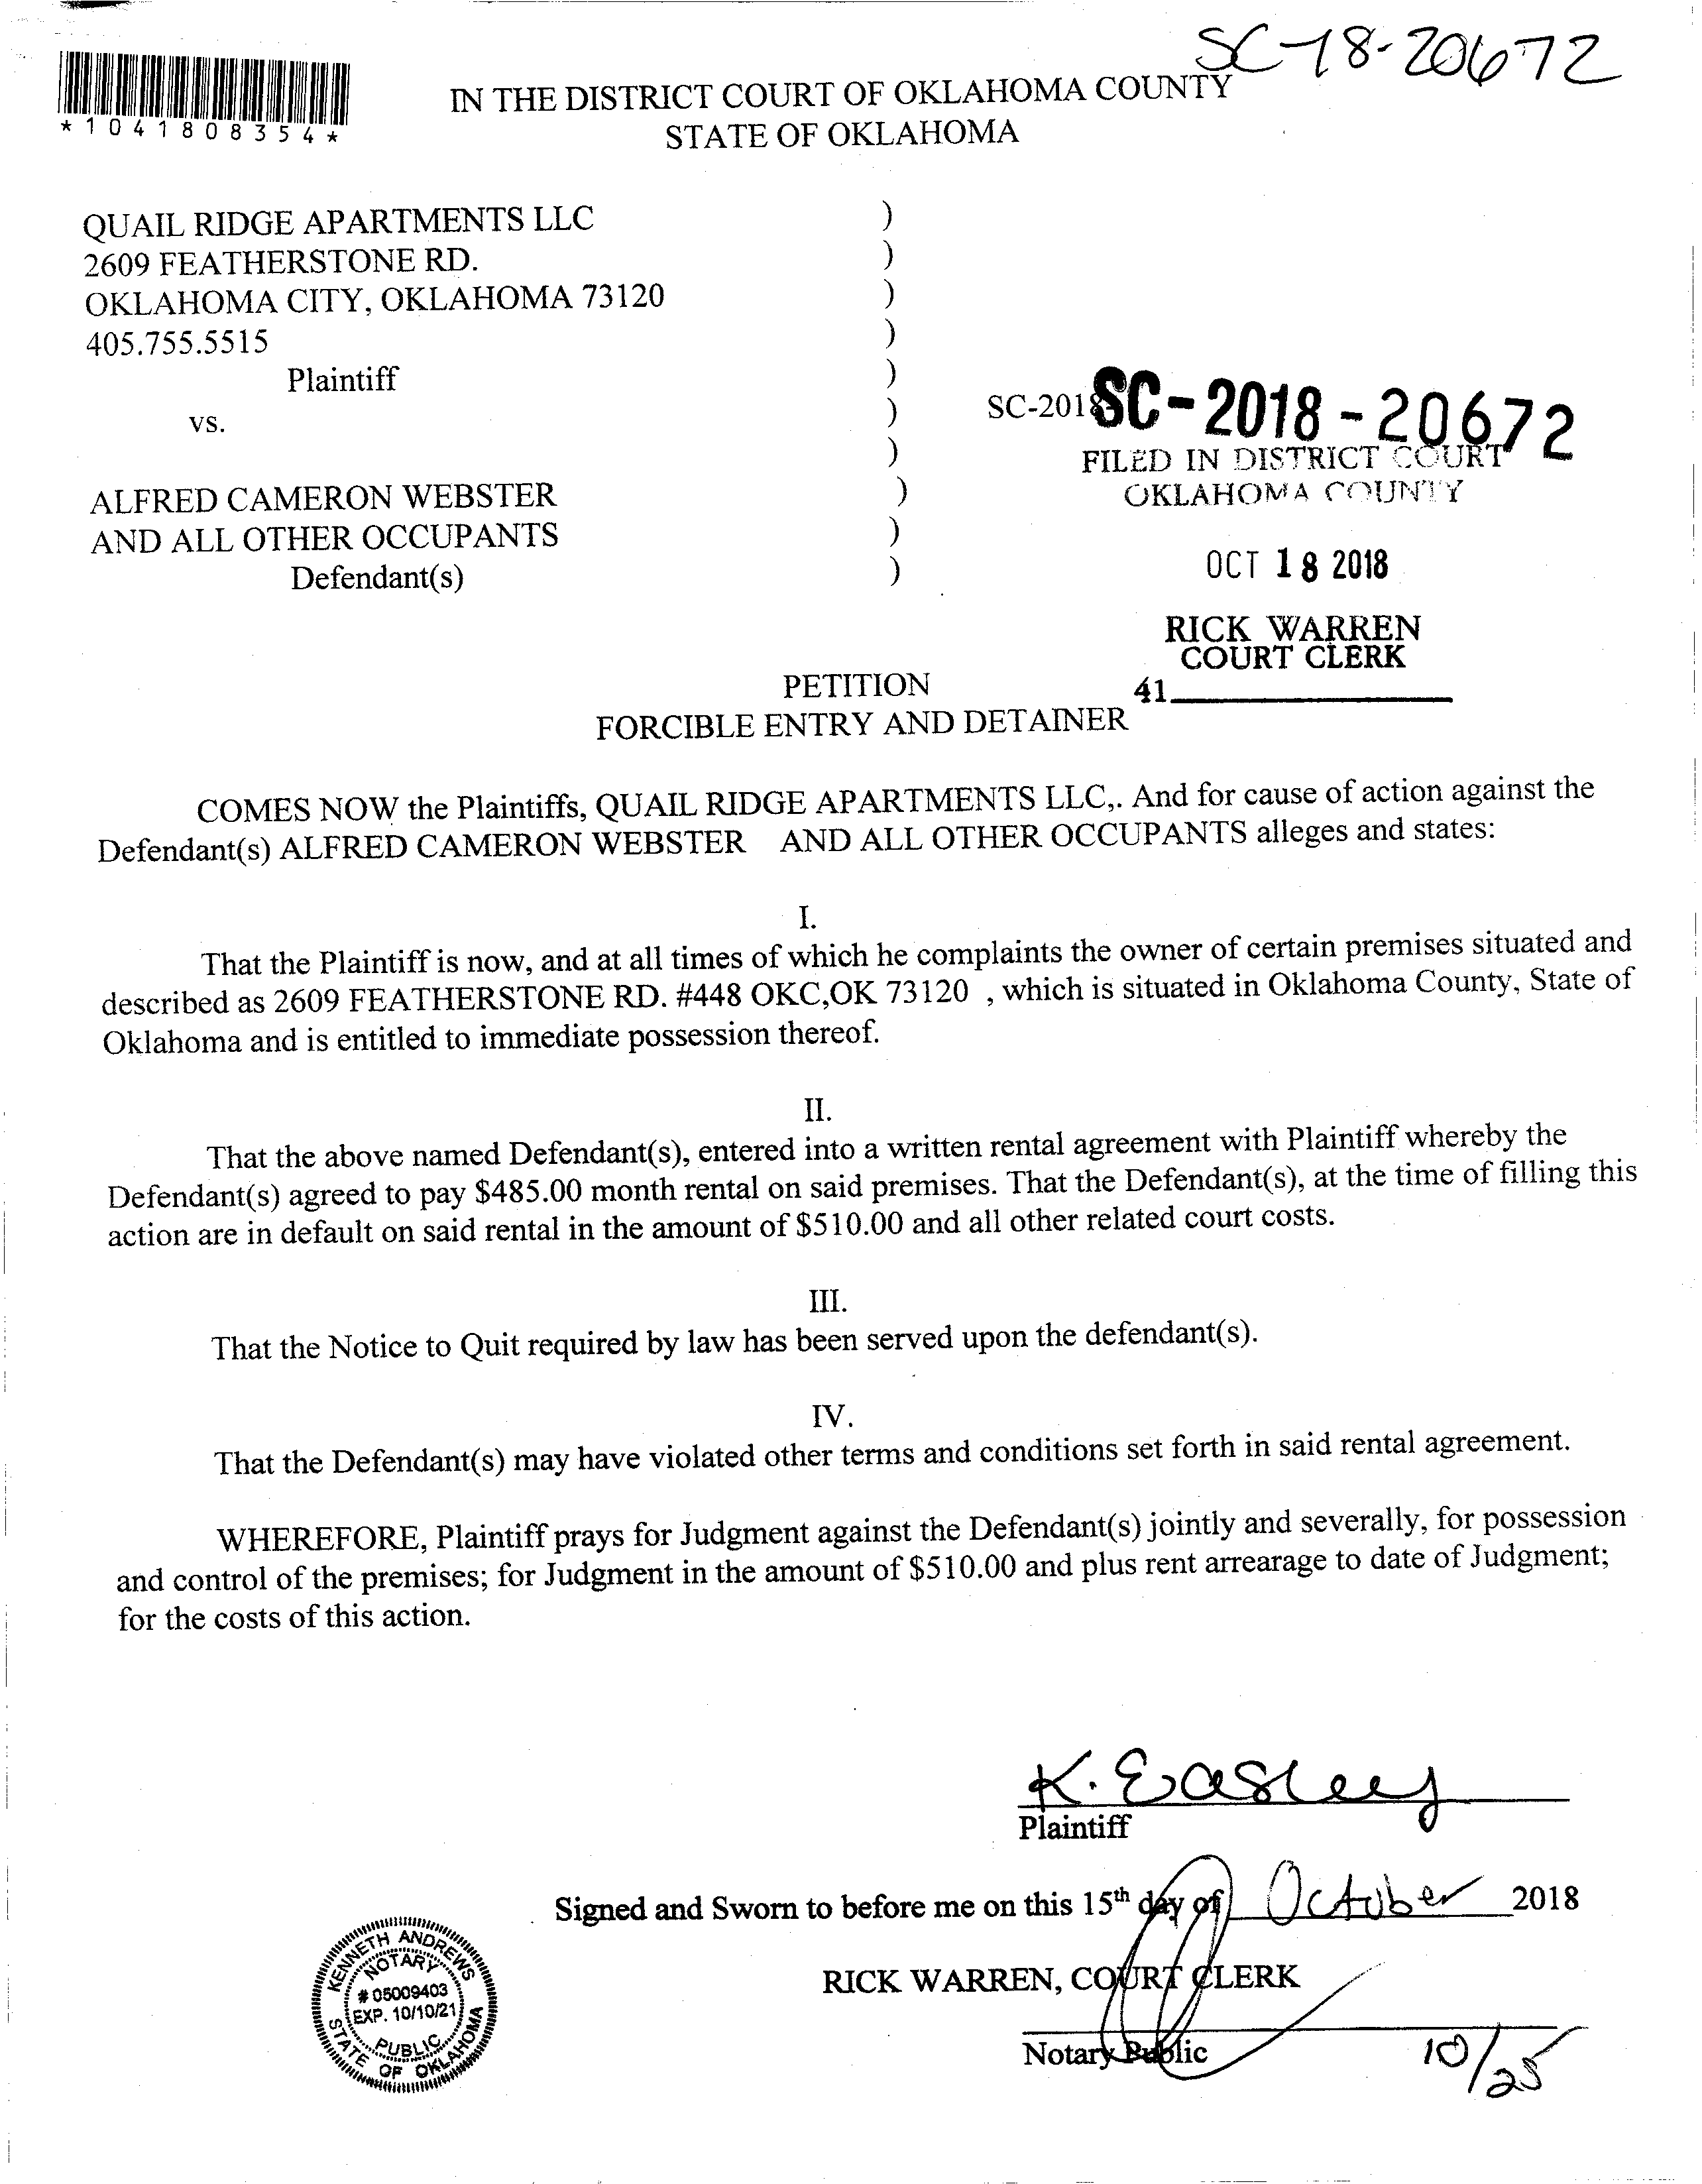 SC-18-20672
*1041808354*
IN THE DISTRICT COURT OF OKLAHOMA COUNTY
STATE OF OKLAHOMA
QUAIL RIDGE APARTMENTS LLC )
2609 FEATHERSTONE RD. )
OKLAHOMA CITY, OKLAHOMA 73120 )
405.755.5515 )
Plaintiff )
vs. )
)
ALFRED CAMERON WEBSTER )
AND ALL OTHER OCCUPANTS )
Defendant(s) )
SC-2018 SC-2018-20672
FILED IN DISTRICT COURT
OKLAHOMA COUNTY
OCT 18 2018
RICK WARREN
COURT CLERK
41
PETITION
FORCIBLE ENTRY AND DETAINER
COMES NOW the Plaintiffs, QUAIL RIDGE APARTMENTS LLC,. And for cause of action against the
Defendant(s) ALFRED CAMERON WEBSTER AND ALL OTHER OCCUPANTS alleges and states:
I.
That the Plaintiff is now, and at all times of which he complaints the owner of certain premises situated and
described as 2609 FEATHERSTONE RD. #448 OKC,OK 73120 , which is situated in Oklahoma County, State of
Oklahoma and is entitled to immediate possession thereof.
II.
That the above named Defendant(s), entered into a written rental agreement with Plaintiff whereby the
Defendant(s) agreed to pay $485.00 month rental on said premises. That the Defendant(s), at the time of filling this
action are in default on said rental in the amount of $510.00 and all other related court costs.
III.
That the Notice to Quit required by law has been served upon the defendant(s).
IV.
That the Defendant(s) may have violated other terms and conditions set forth in said rental agreement.
WHEREFORE, Plaintiff prays for Judgment against the Defendant(s) jointly and severally, for possession
and control of the premises; for Judgment in the amount of $510.00 and plus rent arrearage to date of Judgment;
for the costs of this action.
K. Easley
Plaintiff
Signed and Sworn to before me on this 15th day of October 2018
RICK WARREN, COURT CLERK
Notary Public
10/25
KENNETH ANDREWS
NOTARY
# 05009403
EXP. 10/10/21
PUBLIC
STATE OF OKLAHOMA